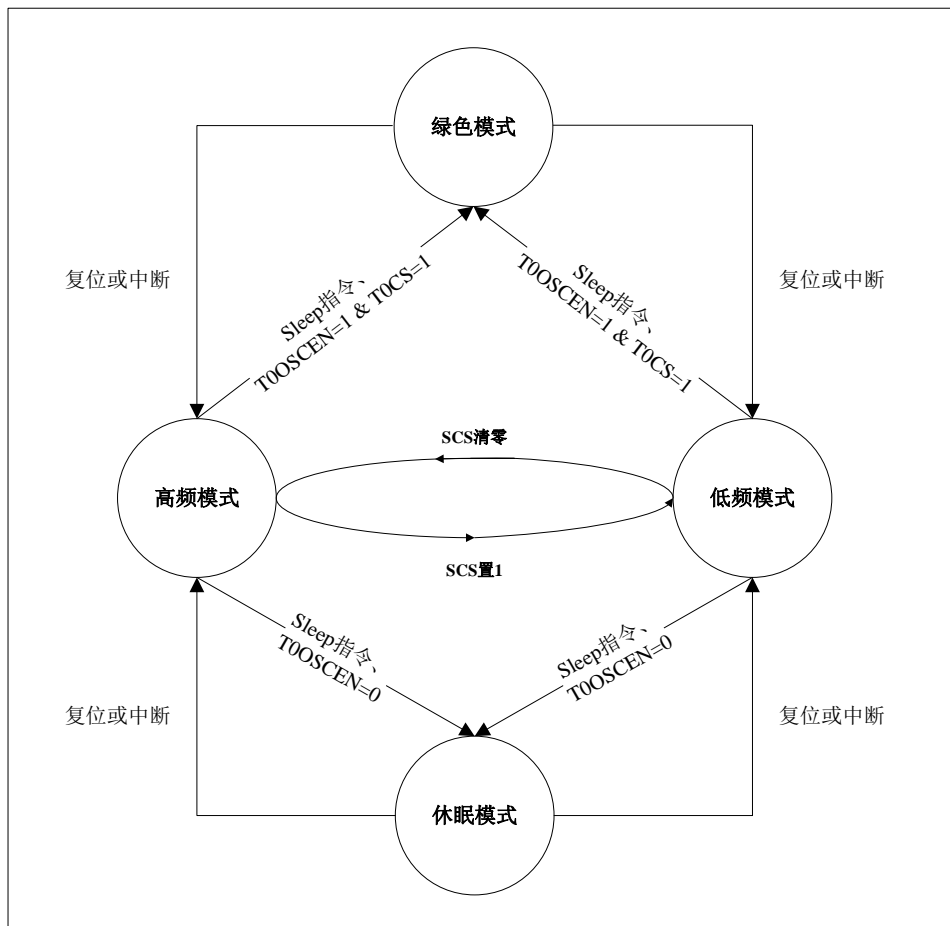 绿色模式
复位或中断
Sleep指令、
T0OSCEN=1 & T0CS=1
Sleep指令、
T0OSCEN=1 & T0CS=1
复位或中断
SCS清零
高频模式
低频模式
SCS置1
Sleep指令、
T0OSCEN=0
Sleep指令、
T0OSCEN=0
复位或中断
复位或中断
休眠模式